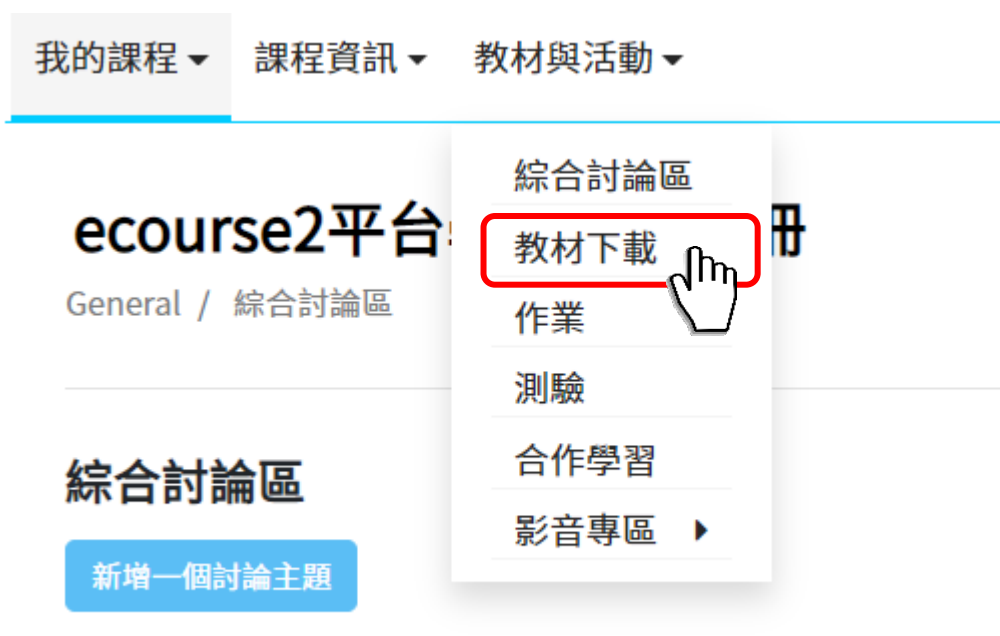 我的課程 課程資訊 教材與活動
綜合討論區
ecourse2平台 冊
教材下載
General / 綜合討論區
作業
測驗
合作學習
綜合討論區
影音專區
新增一個討論主題